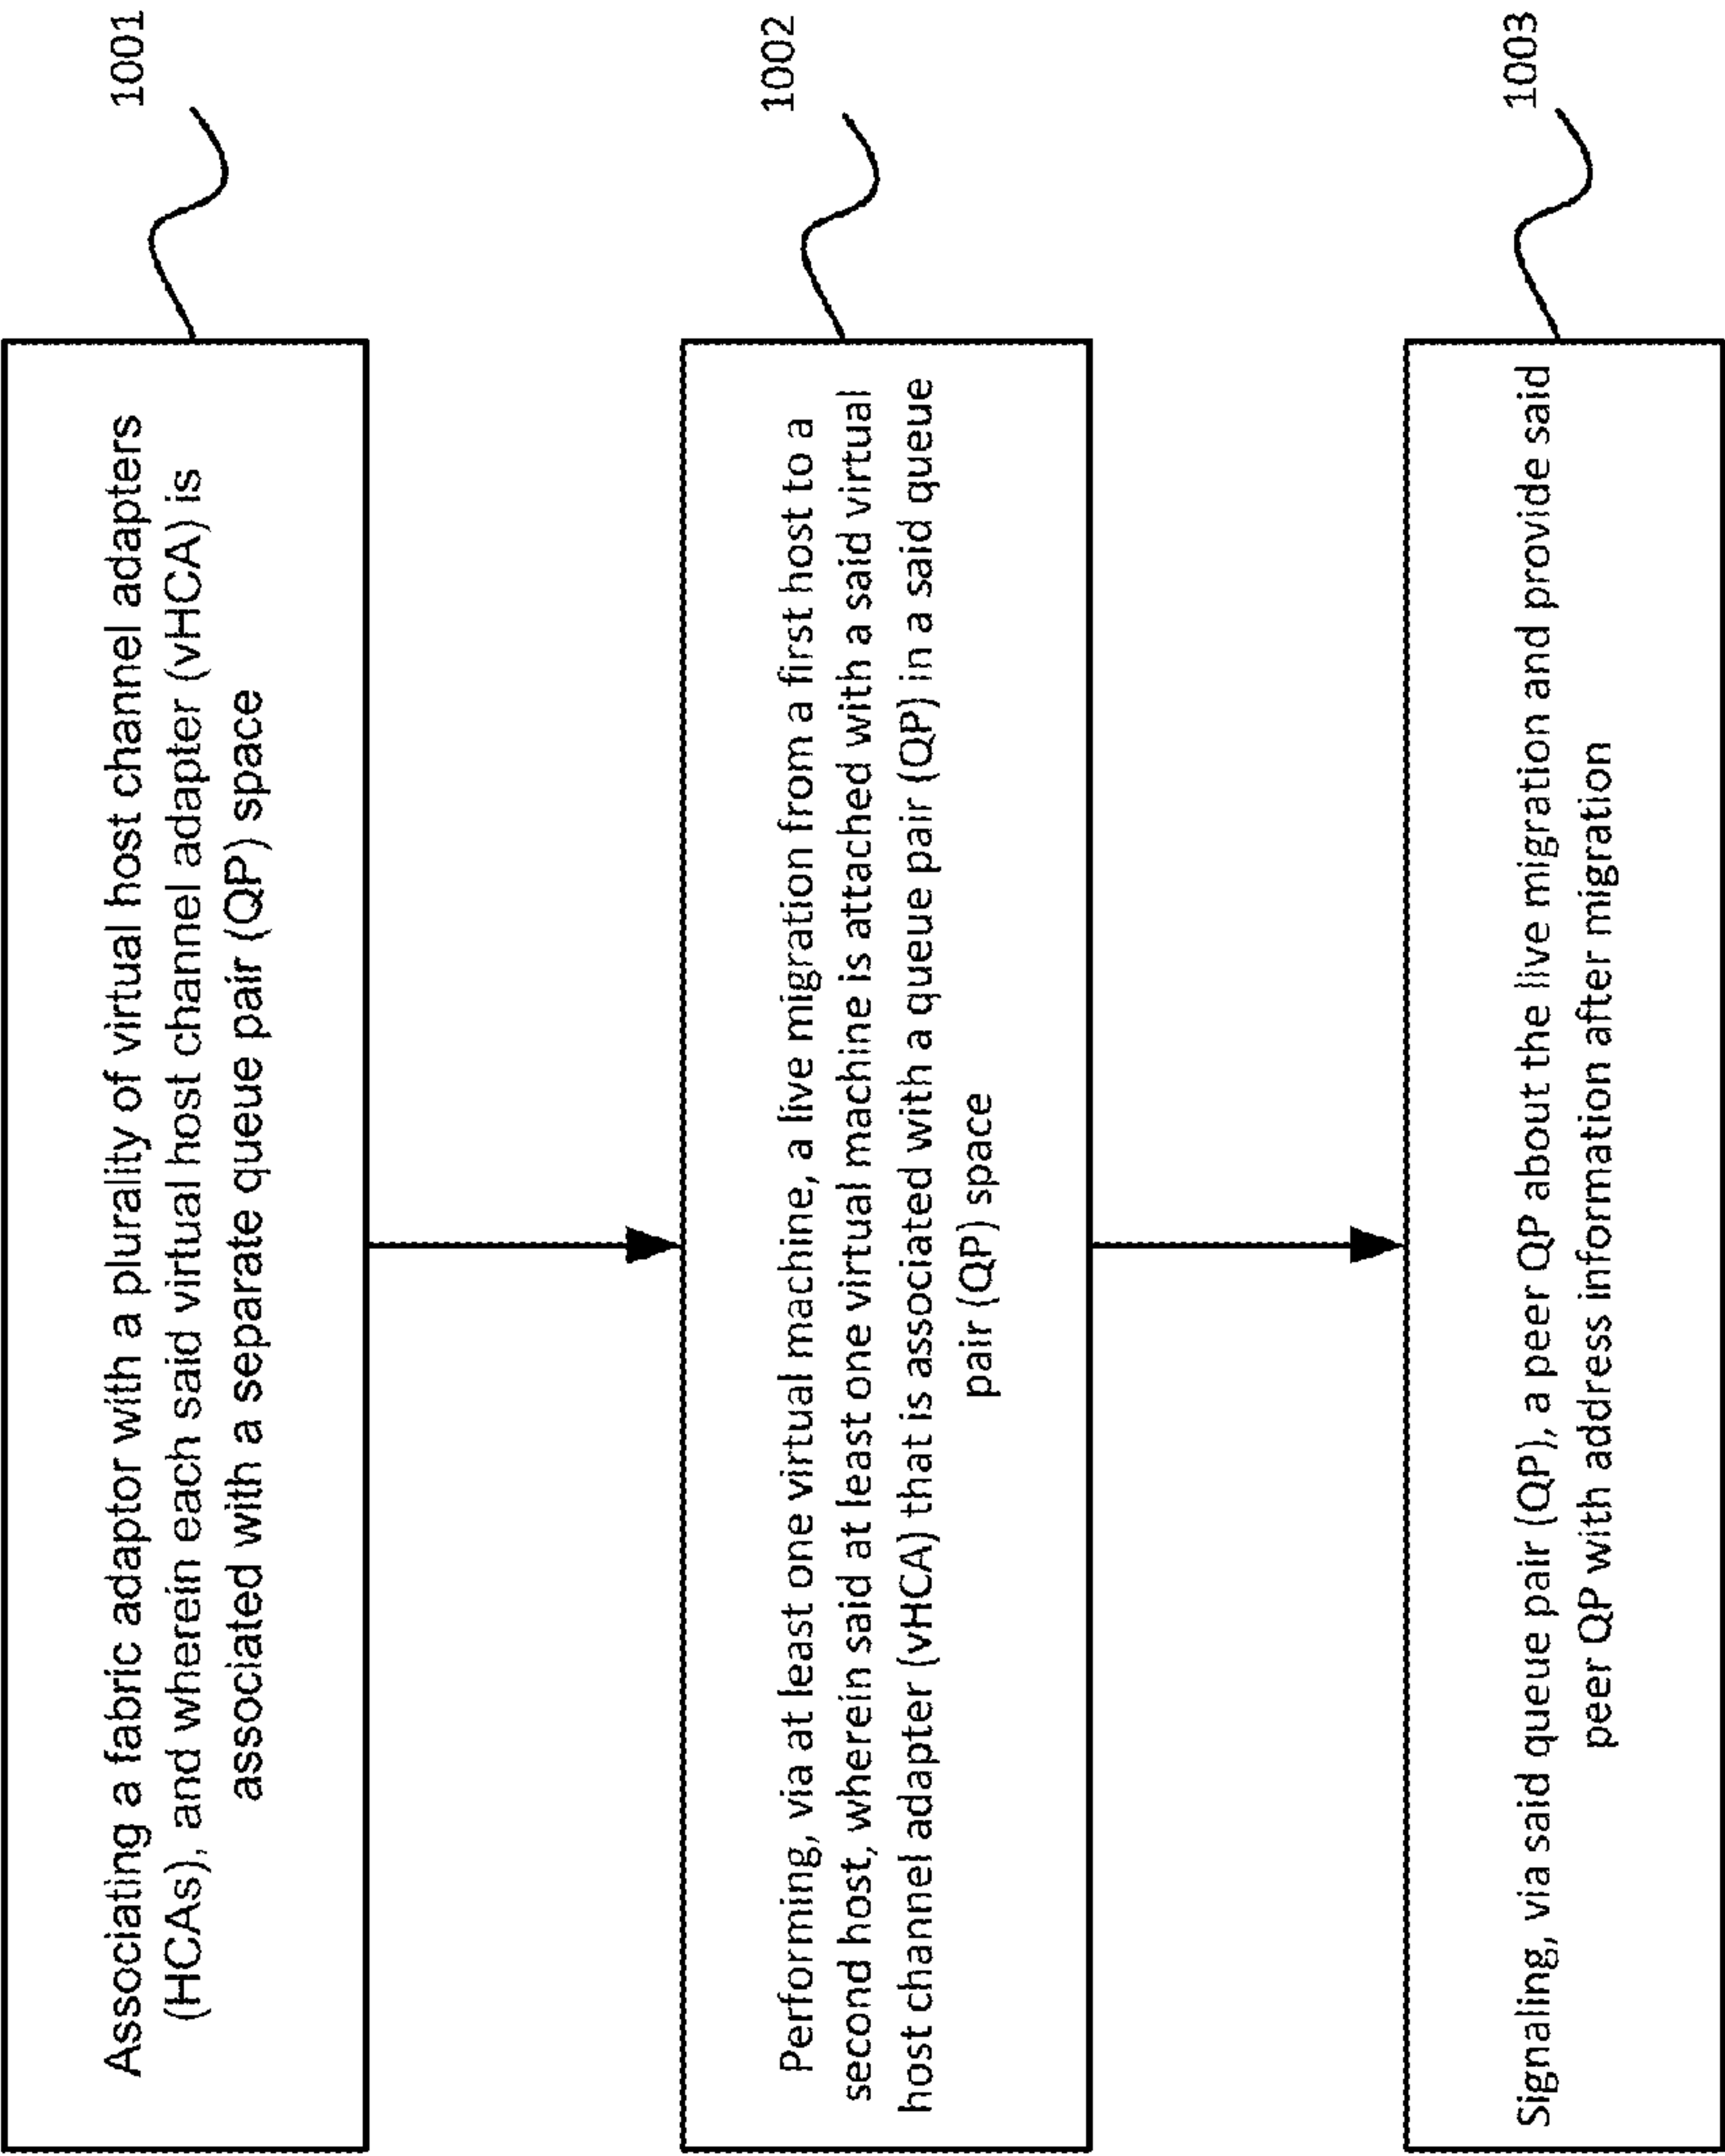 Associating a fabric adaptor with a plurality of virtual host channel adapters
(HCAs), and wherein each said virtual host channel adapter (vHCA) is
associated with a separate queue pair (QP) space
1001
Performing, via at least one virtual machine, a live migration from a first host to a
second host, wherein said at least one virtual machine is attached with a said virtual
host channel adapter (vHCA) that is associated with a queue pair (QP) in a said queue
pair (QP) space
1002
Signaling, via said queue pair (QP), a peer QP about the live migration and provide said
peer QP with address information after migration
1003